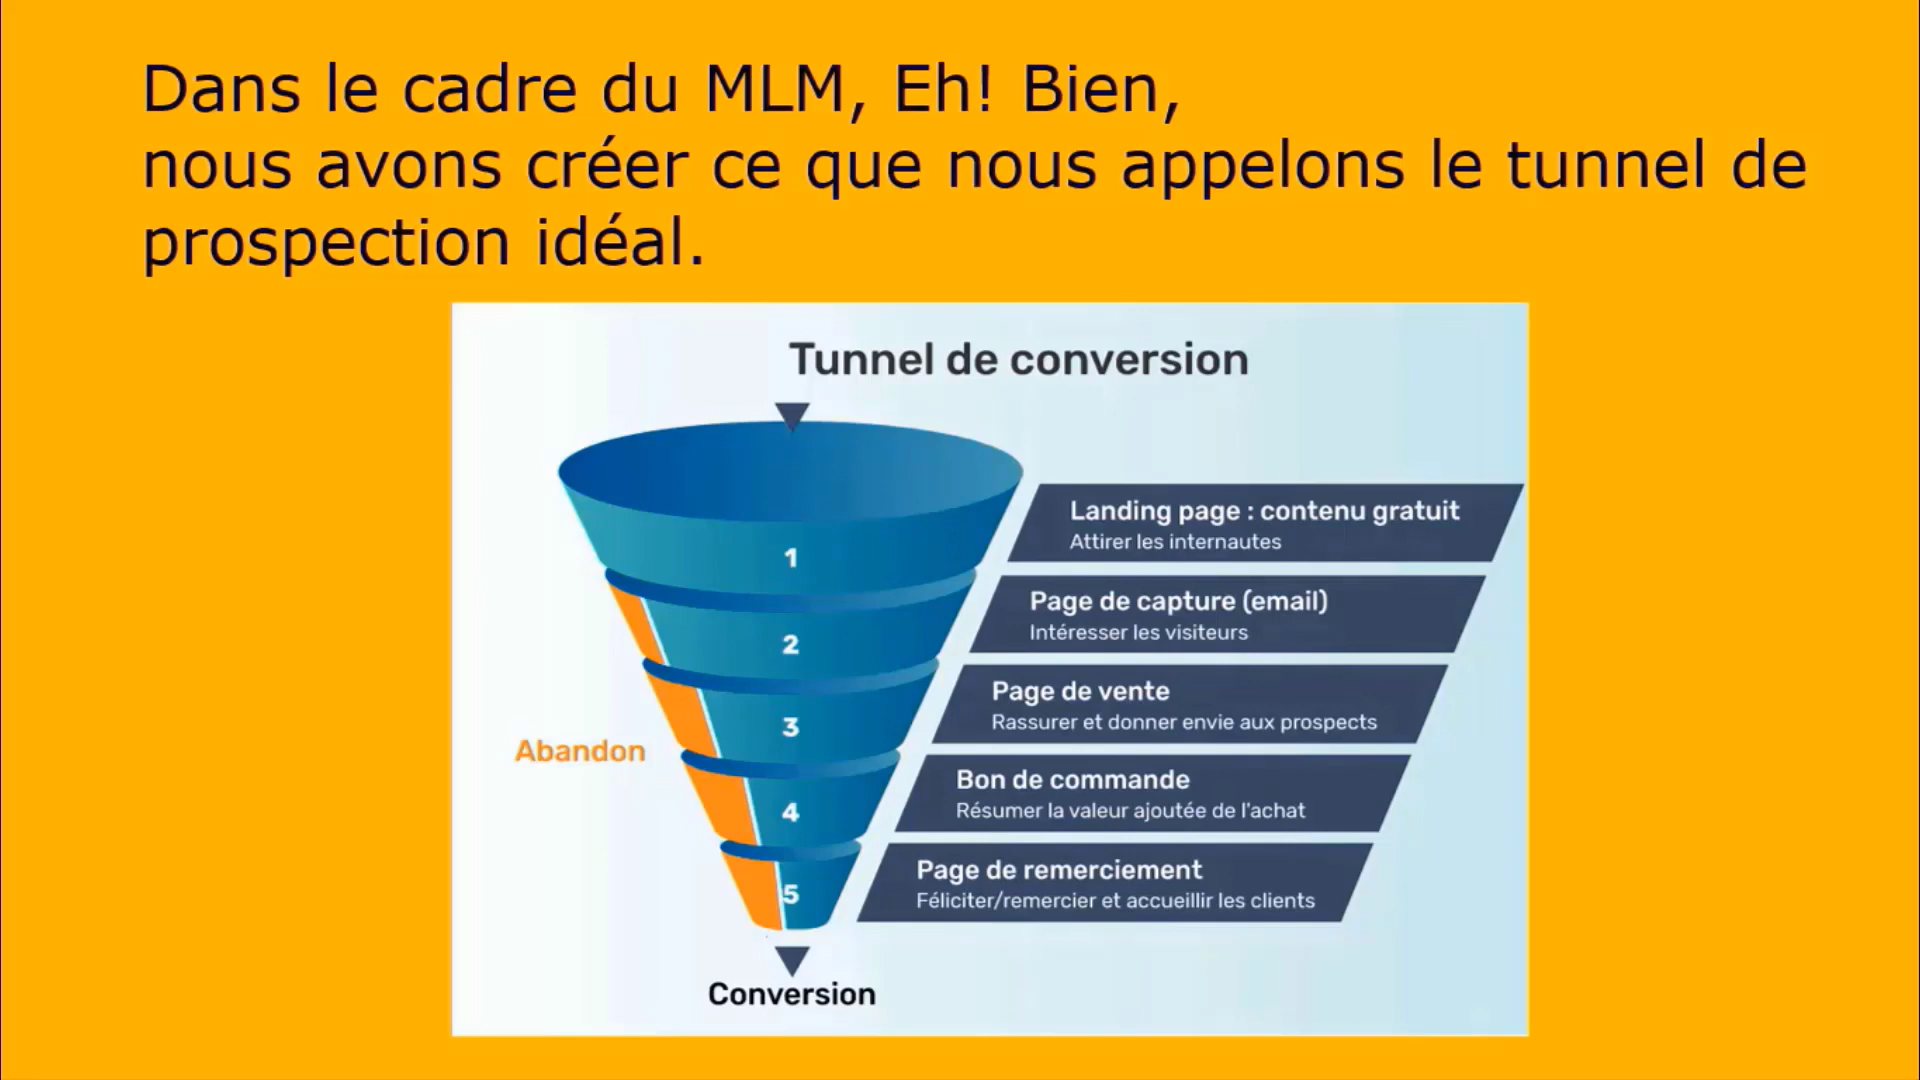 Dans le cadre du MLM, Eh! Bien,
nous avons créer ce que nous appelons le tunnel de
prospection idéal.
Tunnel de conversion
1
Landing page : contenu gratuit
Attirer les internautes
2
Page de capture (email)
Intéresser les visiteurs
3
Page de vente
Rassurer et donner envie aux prospects
Abandon
4
Bon de commande
Résumer la valeur ajoutée de l'achat
5
Page de remerciement
Féliciter/remercier et accueillir les clients
Conversion